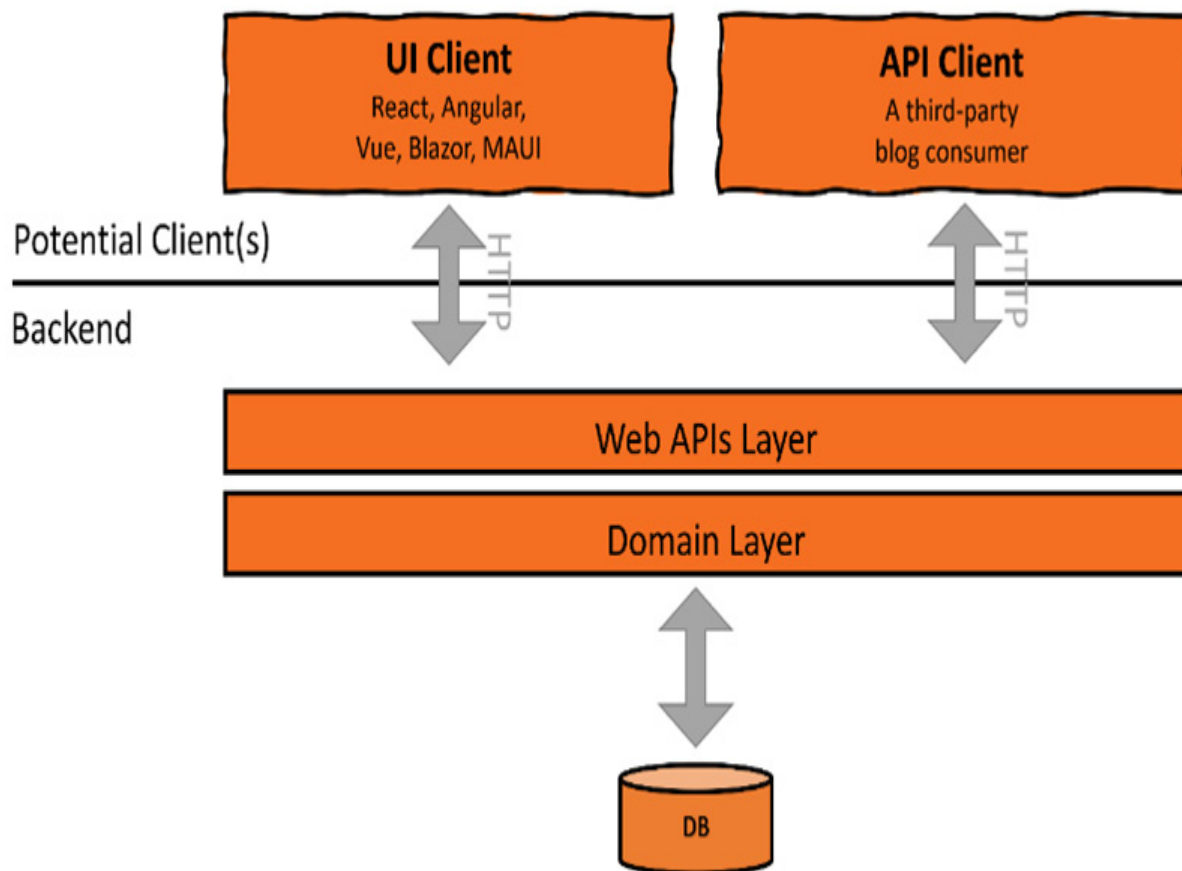 UI Client
React, Angular,
Vue, Blazor, MAUI
API Client
A third-party
blog consumer
Potential Client(s)
HTTP
HTTP
Backend
Web APIs Layer
Domain Layer
DB